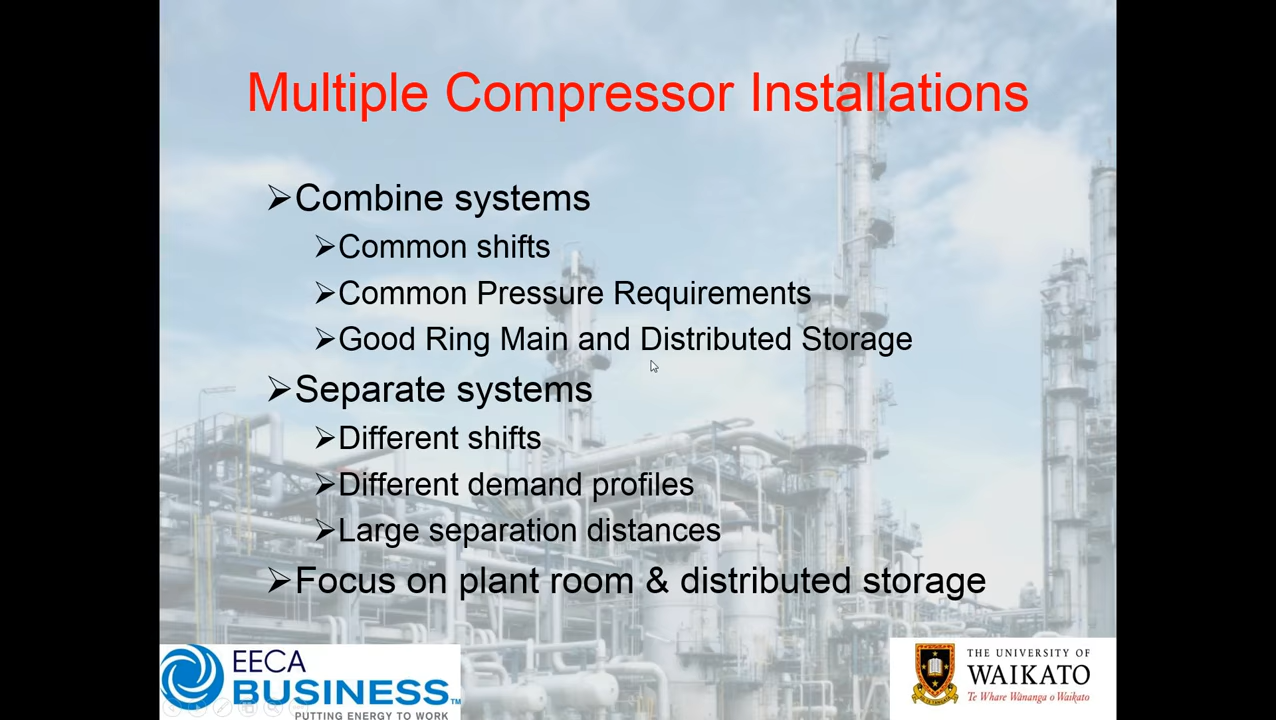 Multiple Compressor Installations
➢Combine systems
➢Common shifts
➢Common Pressure Requirements
➢Good Ring Main and Distributed Storage
➢Separate systems
➢Different shifts
➢Different demand profiles
➢Large separation distances
➢Focus on plant room & distributed storage
EECA
BUSINESS™
PUTTING ENERGY TO WORK
THE UNIVERSITY OF
WAIKATO
Te Whare Wānanga o Waikato